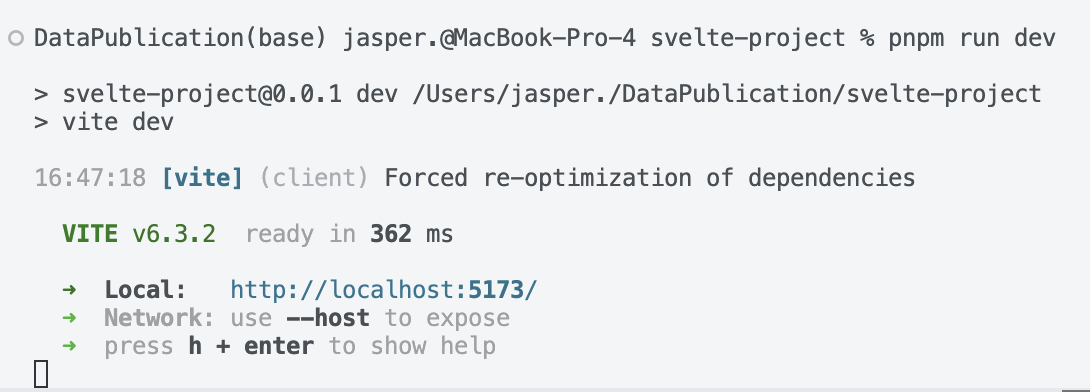 DataPublication(base) jasper.@MacBook-Pro-4 svelte-project % pnpm run dev
> svelte-project@0.0.1 dev /Users/jasper./DataPublication/svelte-project
> vite dev
16:47:18 [vite] (client) Forced re-optimization of dependencies
VITE v6.3.2 ready in 362 ms
➜ Local: http://localhost:5173/
➜ Network: use --host to expose
➜ press h + enter to show help